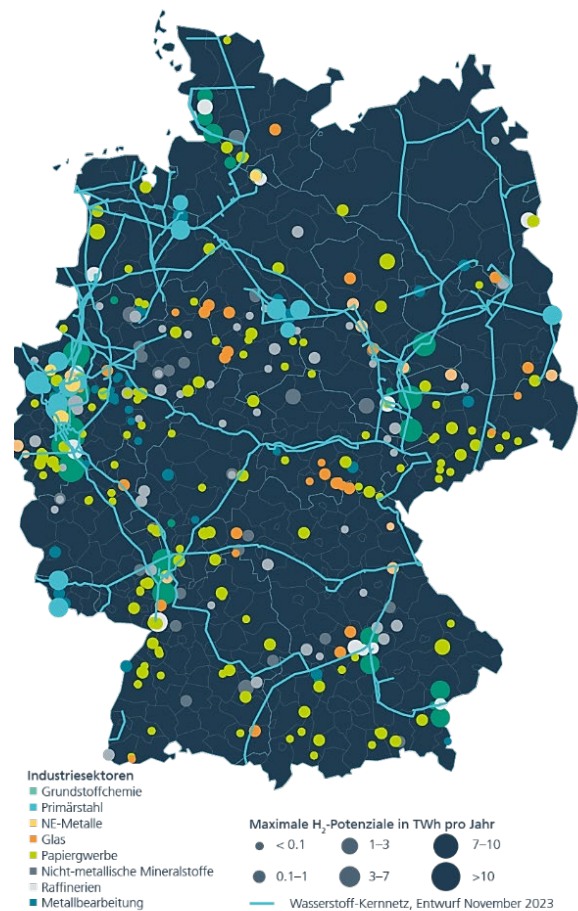 Industriesektoren
Grundstoffchemie
Primärstahl
NE-Metalle
Glas
Papiergwerbe
Nicht-metallische Mineralstoffe
Raffinerien
Metallbearbeitung
Maximale H₂-Potenziale in TWh pro Jahr
< 0.1
1–3
7–10
0.1–1
3–7
>10
Wasserstoff-Kernnetz, Entwurf November 2023